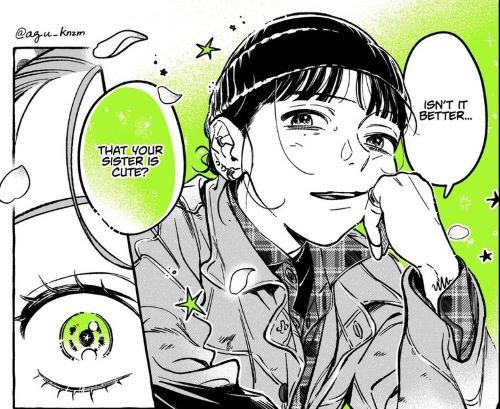 @agu_knzm
ISN'T IT
BETTER...
THAT YOUR
SISTER IS
CUTE?